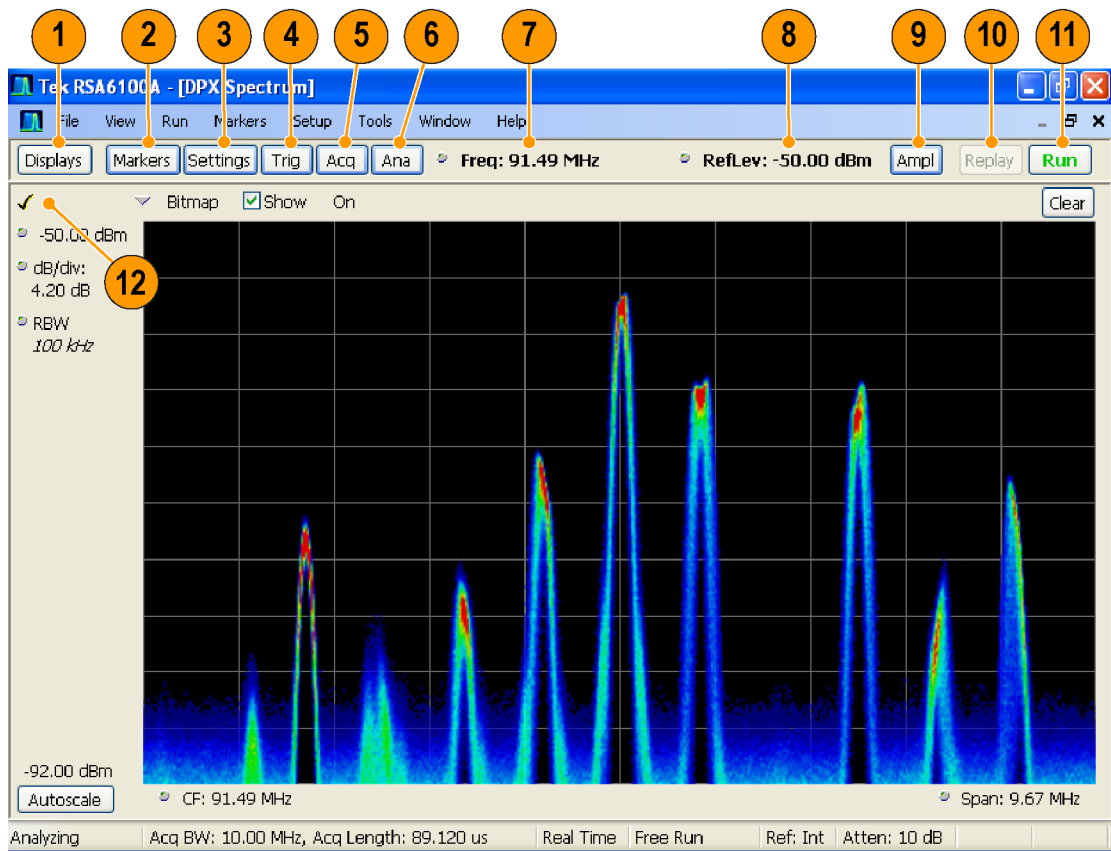 1 2 3 4 5 6 7 8 9 10 11
Tek RSA6100A - [DPX Spectrum]
File View Run Markers Setup Tools Window Help
Displays Markers Settings Trig Acq Ana Freq: 91.49 MHz RefLev: -50.00 dBm Ampl Replay Run
Bitmap Show On Clear
-50.00 dBm
dB/div:
4.20 dB
12
RBW
100 kHz
-92.00 dBm
Autoscale CF: 91.49 MHz Span: 9.67 MHz
Analyzing Acq BW: 10.00 MHz, Acq Length: 89.120 us Real Time Free Run Ref: Int Atten: 10 dB